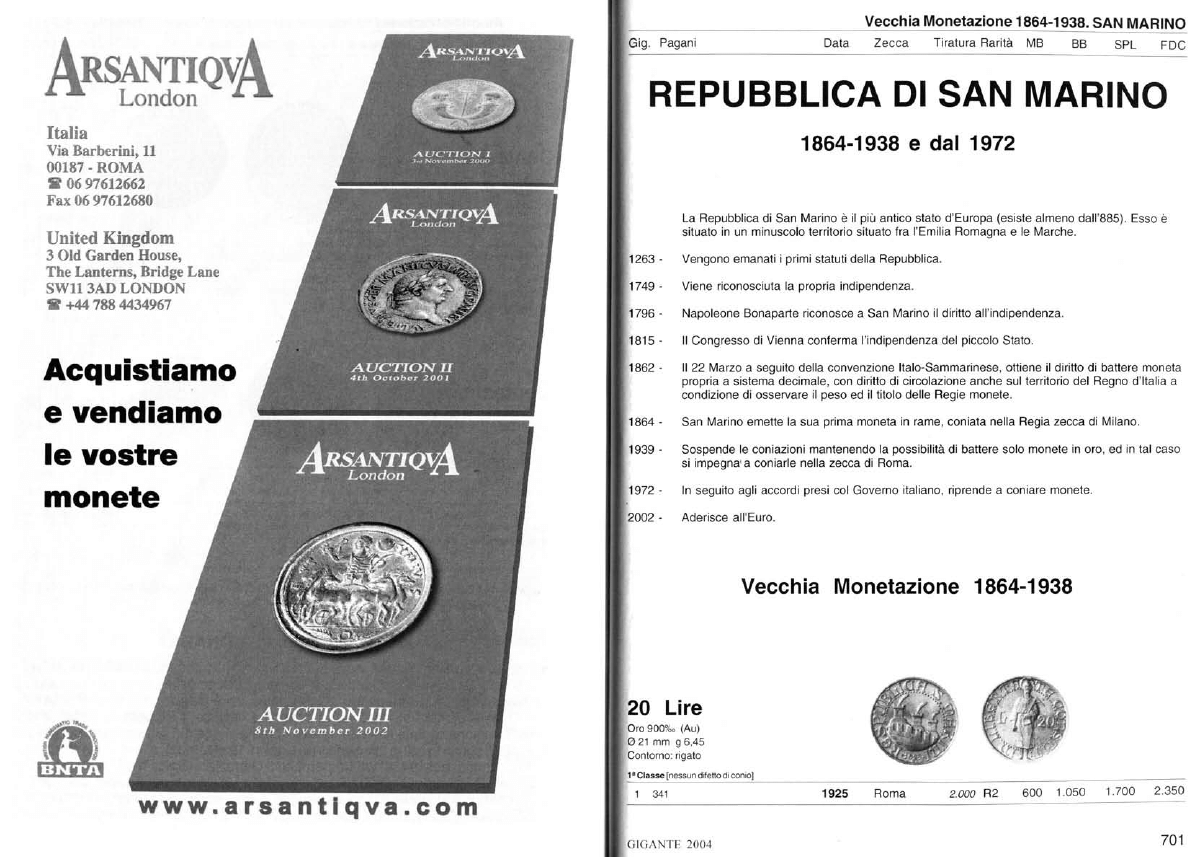 ARSANTIQVA
London
Italia
Via Barberini, 11
00187 - ROMA
☎ 06 97612662
Fax 06 97612680
United Kingdom
3 Old Garden House,
The Lanterns, Bridge Lane
SW11 3AD LONDON
☎ +44 788 4434967
Acquistiamo
e vendiamo
le vostre
monete
ARSANTIQVA
London
AUCTION I
3rd November 2000
ARSANTIQVA
London
AUCTION II
4th October 2001
ARSANTIQVA
London
AUCTION III
8th November 2002
BNTA
www.arsantiqva.com
Vecchia Monetazione 1864-1938. SAN MARINO
Gig. Pagani Data Zecca Tiratura Rarità MB BB SPL FDC
REPUBBLICA DI SAN MARINO
1864-1938 e dal 1972
La Repubblica di San Marino è il più antico stato d'Europa (esiste almeno dall'885). Esso è
situato in un minuscolo territorio situato fra l'Emilia Romagna e le Marche.
1263 - Vengono emanati i primi statuti della Repubblica.
1749 - Viene riconosciuta la propria indipendenza.
1796 - Napoleone Bonaparte riconosce a San Marino il diritto all'indipendenza.
1815 - Il Congresso di Vienna conferma l'indipendenza del piccolo Stato.
1862 - Il 22 Marzo a seguito della convenzione Italo-Sammarinese, ottiene il diritto di battere moneta
propria a sistema decimale, con diritto di circolazione anche sul territorio del Regno d'Italia a
condizione di osservare il peso ed il titolo delle Regie monete.
1864 - San Marino emette la sua prima moneta in rame, coniata nella Regia zecca di Milano.
1939 - Sospende le coniazioni mantenendo la possibilità di battere solo monete in oro, ed in tal caso
si impegna a coniarle nella zecca di Roma.
1972 - In seguito agli accordi presi col Governo italiano, riprende a coniare monete.
2002 - Aderisce all'Euro.
Vecchia Monetazione 1864-1938
20 Lire
Oro 900‰ (Au)
Ø 21 mm g 6,45
Contorno: rigato
1ª Classe [nessun difetto di conio]
1 341 1925 Roma 2.000 R2 600 1.050 1.700 2.350
GIGANTE 2004
701